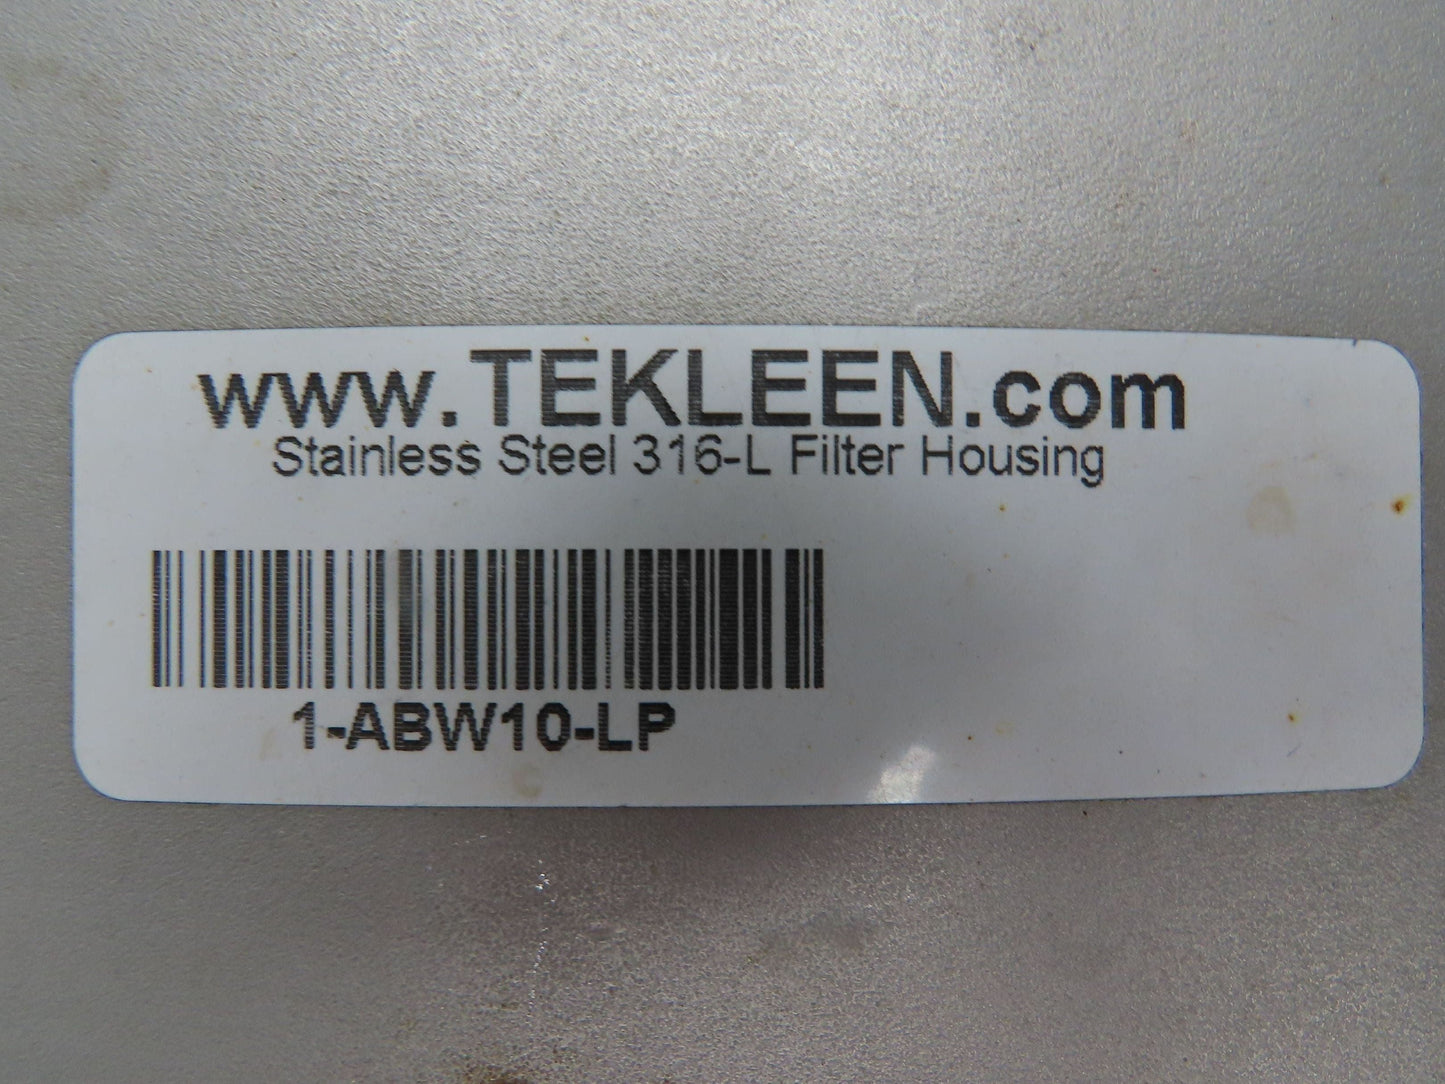 www.TEKLEEN.com
Stainless Steel 316-L Filter Housing
1-ABW10-LP